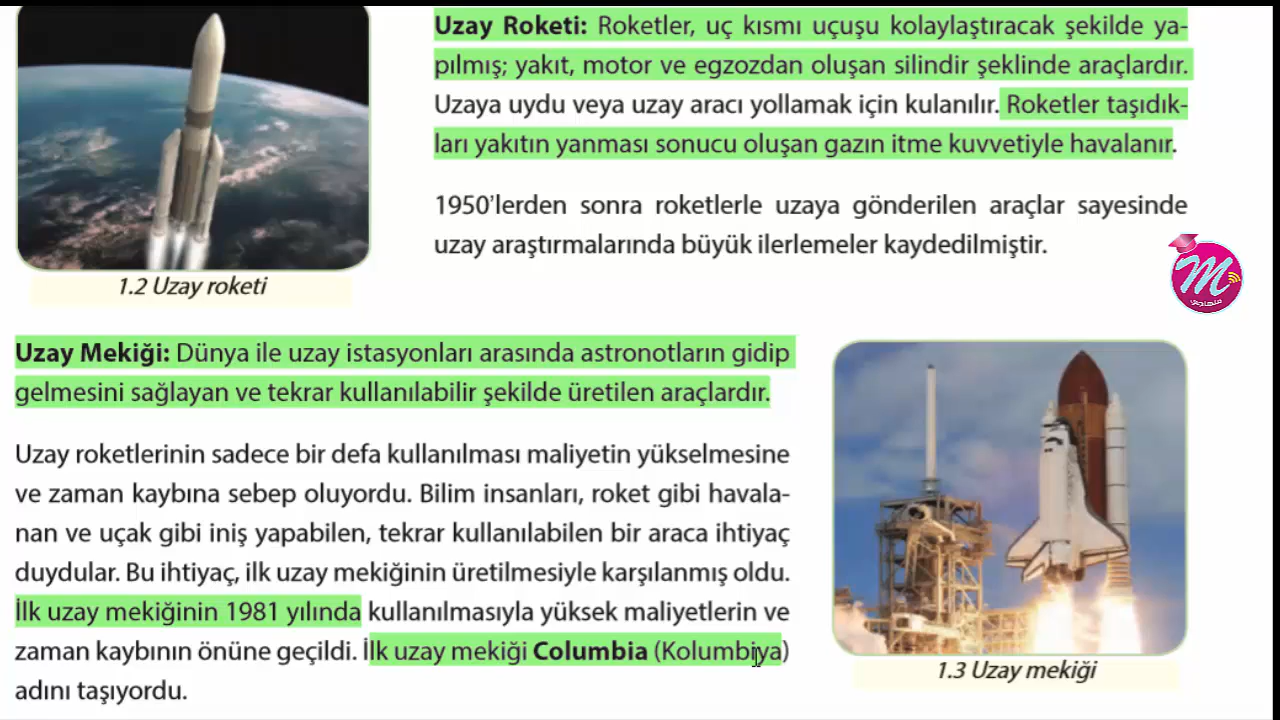 Uzay Roketi: Roketler, uç kısmı uçuşu kolaylaştıracak şekilde ya-
pılmış; yakıt, motor ve egzozdan oluşan silindir şeklinde araçlardır.
Uzaya uydu veya uzay aracı yollamak için kulanılır. Roketler taşıdık-
ları yakıtın yanması sonucu oluşan gazın itme kuvvetiyle havalanır.
1950’lerden sonra roketlerle uzaya gönderilen araçlar sayesinde
uzay araştırmalarında büyük ilerlemeler kaydedilmiştir.
1.2 Uzay roketi
M
منهاجي
Uzay Mekiği: Dünya ile uzay istasyonları arasında astronotların gidip
gelmesini sağlayan ve tekrar kullanılabilir şekilde üretilen araçlardır.
Uzay roketlerinin sadece bir defa kullanılması maliyetin yükselmesine
ve zaman kaybına sebep oluyordu. Bilim insanları, roket gibi havala-
nan ve uçak gibi iniş yapabilen, tekrar kullanılabilen bir araca ihtiyaç
duydular. Bu ihtiyaç, ilk uzay mekiğinin üretilmesiyle karşılanmış oldu.
İlk uzay mekiğinin 1981 yılında kullanılmasıyla yüksek maliyetlerin ve
zaman kaybının önüne geçildi. İlk uzay mekiği Columbia (Kolumbiya)
adını taşıyordu.
1.3 Uzay mekiği